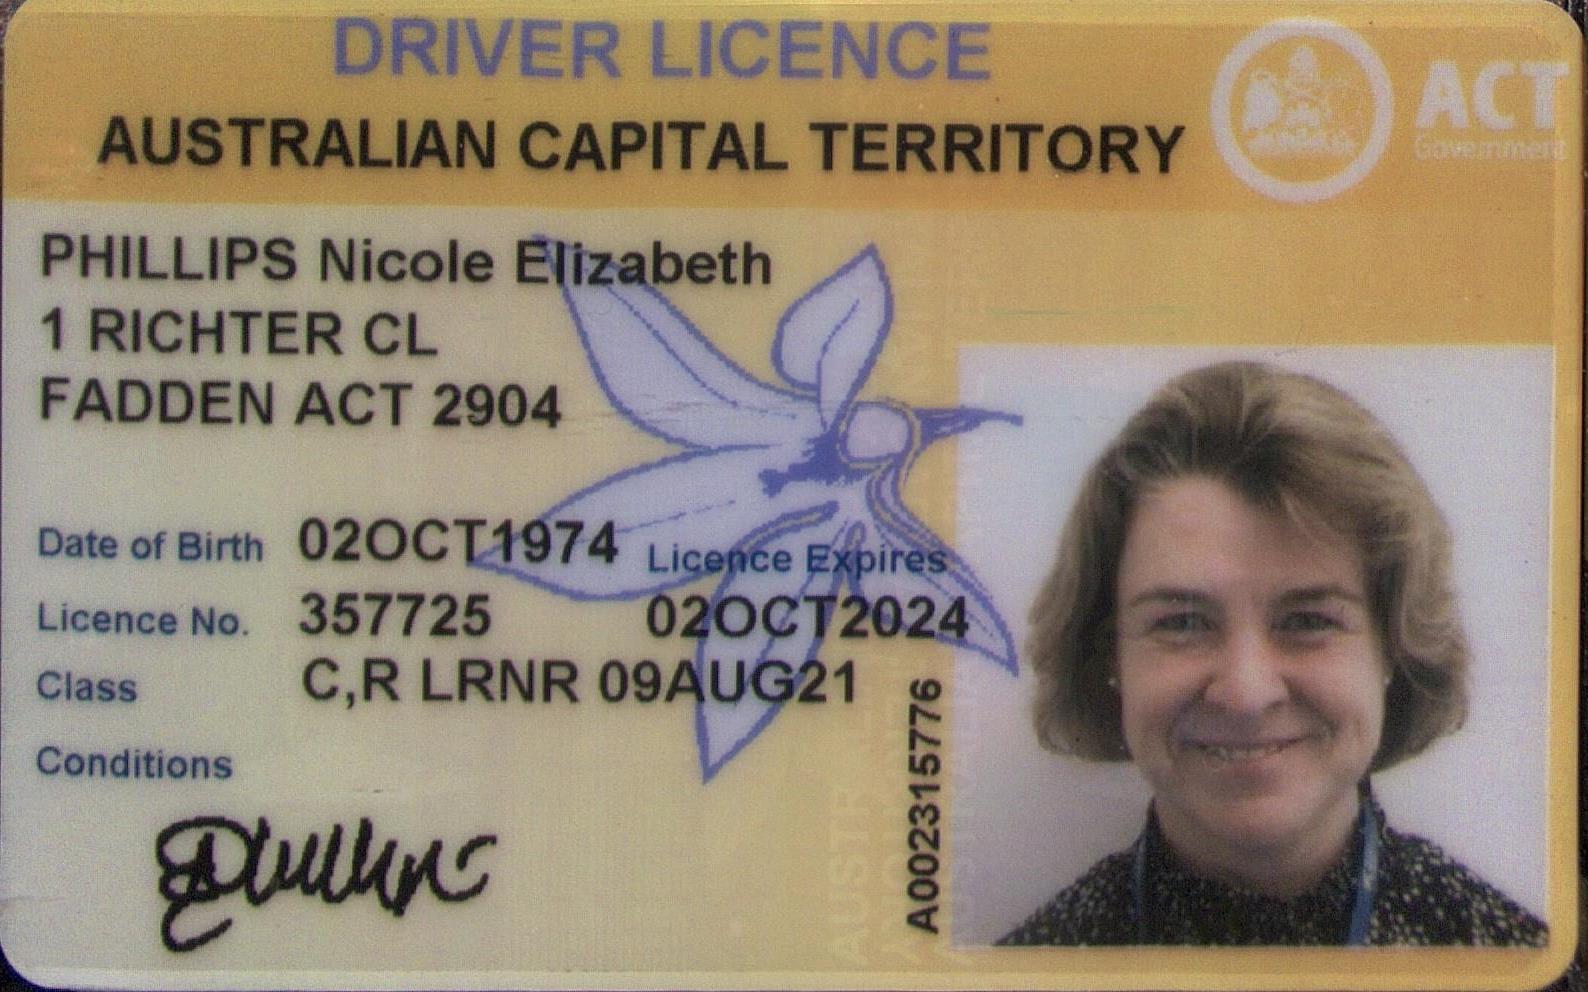 DRIVER LICENCE
AUSTRALIAN CAPITAL TERRITORY
ACT
Government
PHILLIPS Nicole Elizabeth
1 RICHTER CL
FADDEN ACT 2904
Date of Birth 02OCT1974
Licence Expires
Licence No. 357725
02OCT2024
Class C,R LRNR 09AUG21
Conditions
A002315776